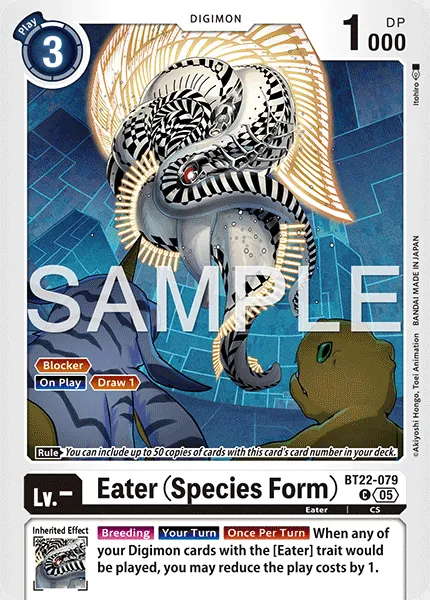 Play
3
DIGIMON
1000
DP
Itohiro
SAMPLE
©Akiyoshi Hongo, Toei Animation BANDAI MADE IN JAPAN
Blocker
On Play Draw 1
Rule You can include up to 50 copies of cards with this card's card number in your deck.
Lv.–
Eater (Species Form)
BT22-079
C 05
Eater CS
Inherited Effect
Breeding Your Turn Once Per Turn When any of
your Digimon cards with the [Eater] trait would
be played, you may reduce the play costs by 1.